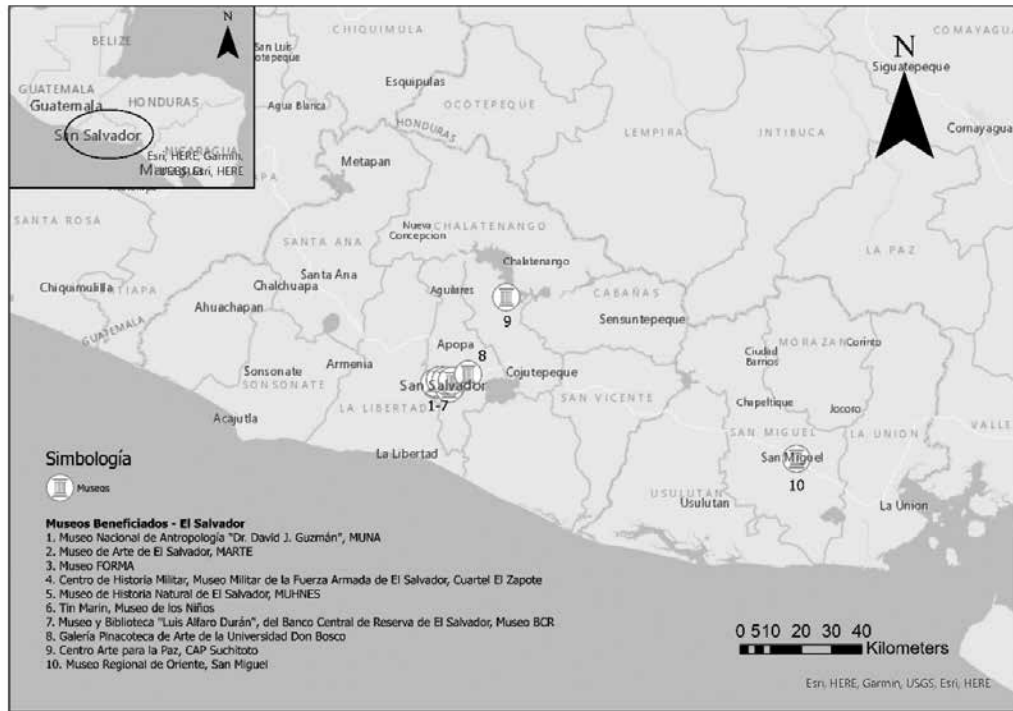 N
BELIZE
GUATEMALA
Guatemala
HONDURAS
San Salvador
NICARAGUA
Esri, HERE, Garmin,
USGS, Esri, HERE
CHIQUIMULA
COMAYAGUA
N
San Luis
Siguatepeque
Esquipulas
Agua Blanca
OCOTEPEQUE
HONDURAS
LEMPIRA
INTIBUCA
Comayagua
Metapan
SANTA ROSA
Nueva
Concepcion
CHALATENANGO
SANTA ANA
LA PAZ
Chalatenango
Santa Ana
Chiquimulilla
Chalchuapa
Aguilares
CABAÑAS
Ahuachapan
9
Sensuntepeque
GUATEMALA
Apopa
8
MORAZAN
Corinto
Ciudad
Barrios
Armenia
Sonsonate
SONSONATE
San Salvador
Cojutepeque
1-7
LA LIBERTAD
SAN VICENTE
Chapeltique
Jocoro
Acajutla
SAN MIGUEL
LA UNION
VALLE
La Libertad
San Miguel
10
USULUTAN
Usulutan
La Union
Simbología
Museos
Museos Beneficiados - El Salvador
1. Museo Nacional de Antropología "Dr. David J. Guzmán", MUNA
2. Museo de Arte de El Salvador, MARTE
3. Museo FORMA
4. Centro de Historia Militar, Museo Militar de la Fuerza Armada de El Salvador, Cuartel El Zapote
5. Museo de Historia Natural de El Salvador, MUHNES
6. Tin Marin, Museo de los Niños
7. Museo y Biblioteca "Luis Alfaro Durán", del Banco Central de Reserva de El Salvador, Museo BCR
8. Galería Pinacoteca de Arte de la Universidad Don Bosco
9. Centro Arte para la Paz, CAP Suchitoto
10. Museo Regional de Oriente, San Miguel
0 5 10 20 30 40
Kilometers
Esri, HERE, Garmin, USGS, Esri, HERE